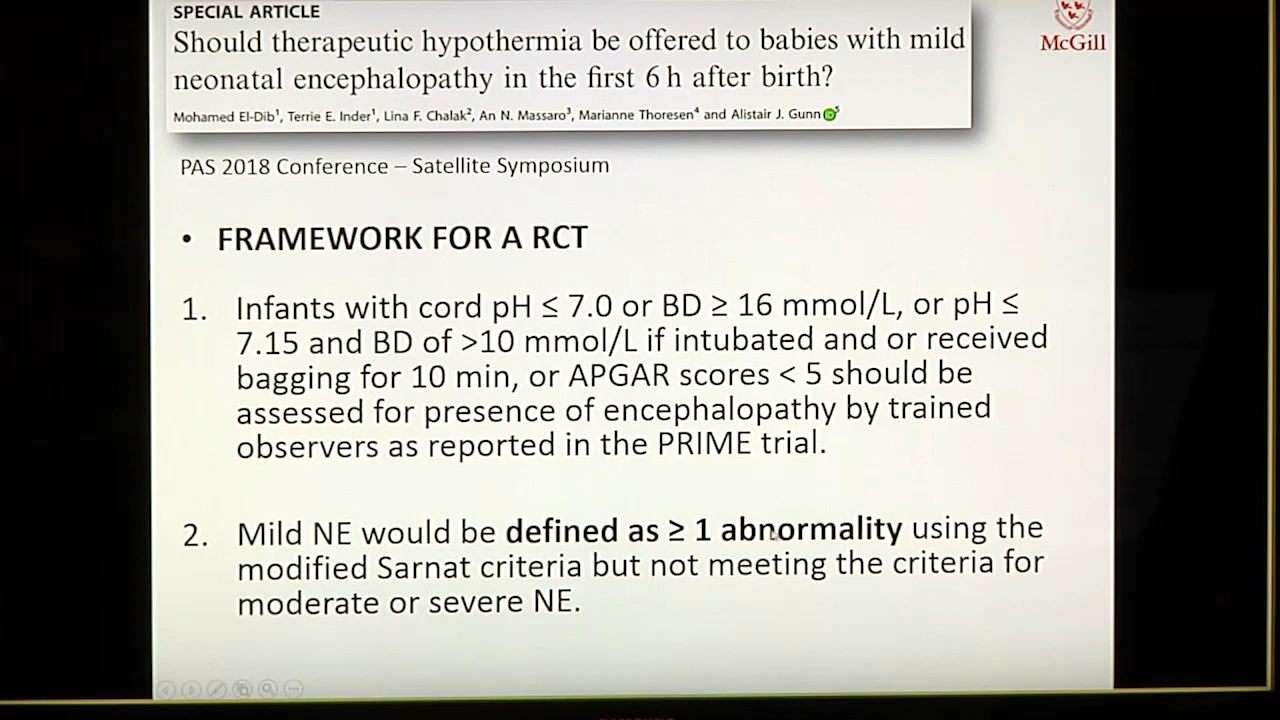 SPECIAL ARTICLE
Should therapeutic hypothermia be offered to babies with mild
neonatal encephalopathy in the first 6 h after birth?
Mohamed El-Dib¹, Terrie E. Inder¹, Lina F. Chalak², An N. Massaro³, Marianne Thoresen⁴ and Alistair J. Gunn⁵
McGill
PAS 2018 Conference – Satellite Symposium
• FRAMEWORK FOR A RCT
1. Infants with cord pH ≤ 7.0 or BD ≥ 16 mmol/L, or pH ≤
7.15 and BD of >10 mmol/L if intubated and or received
bagging for 10 min, or APGAR scores < 5 should be
assessed for presence of encephalopathy by trained
observers as reported in the PRIME trial.
2. Mild NE would be defined as ≥ 1 abnormality using the
modified Sarnat criteria but not meeting the criteria for
moderate or severe NE.